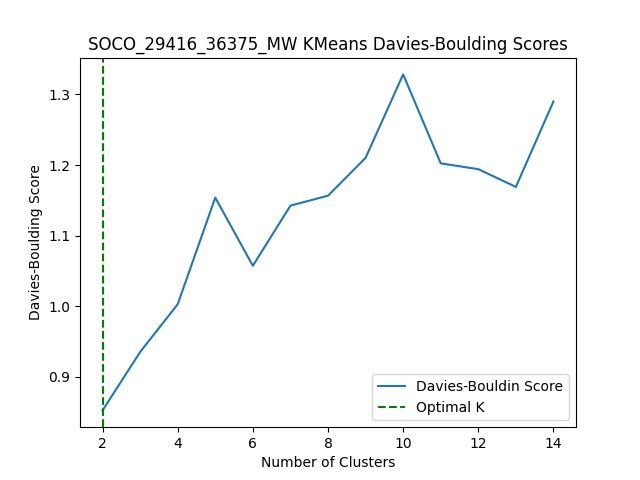 SOCO_29416_36375_MW KMeans Davies-Boulding Scores
Davies-Boulding Score
1.3
1.2
1.1
1.0
0.9
2 4 6 8 10 12 14
Number of Clusters
Davies-Bouldin Score
Optimal K